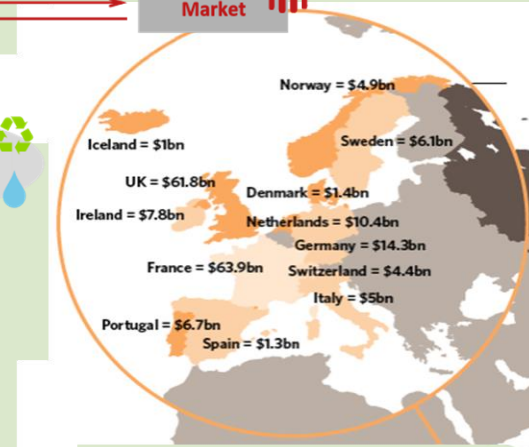 Market
Norway = $4.9bn
Iceland = $1bn
Sweden = $6.1bn
UK = $61.8bn
Denmark = $1.4bn
Ireland = $7.8bn
Netherlands = $10.4bn
Germany = $14.3bn
France = $63.9bn
Switzerland = $4.4bn
Italy = $5bn
Portugal = $6.7bn
Spain = $1.3bn